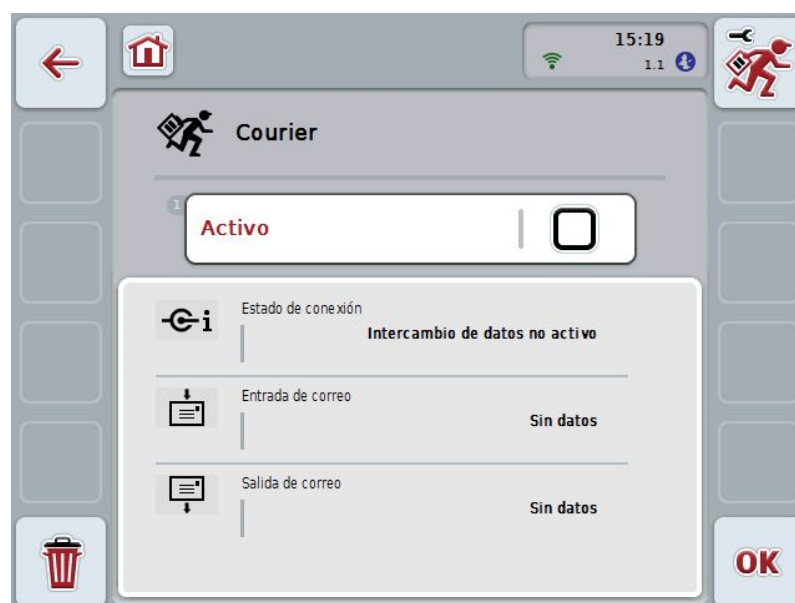 15:19
1.1
Courier
1
Activo
Estado de conexión
Intercambio de datos no activo
Entrada de correo
Sin datos
Salida de correo
Sin datos
OK